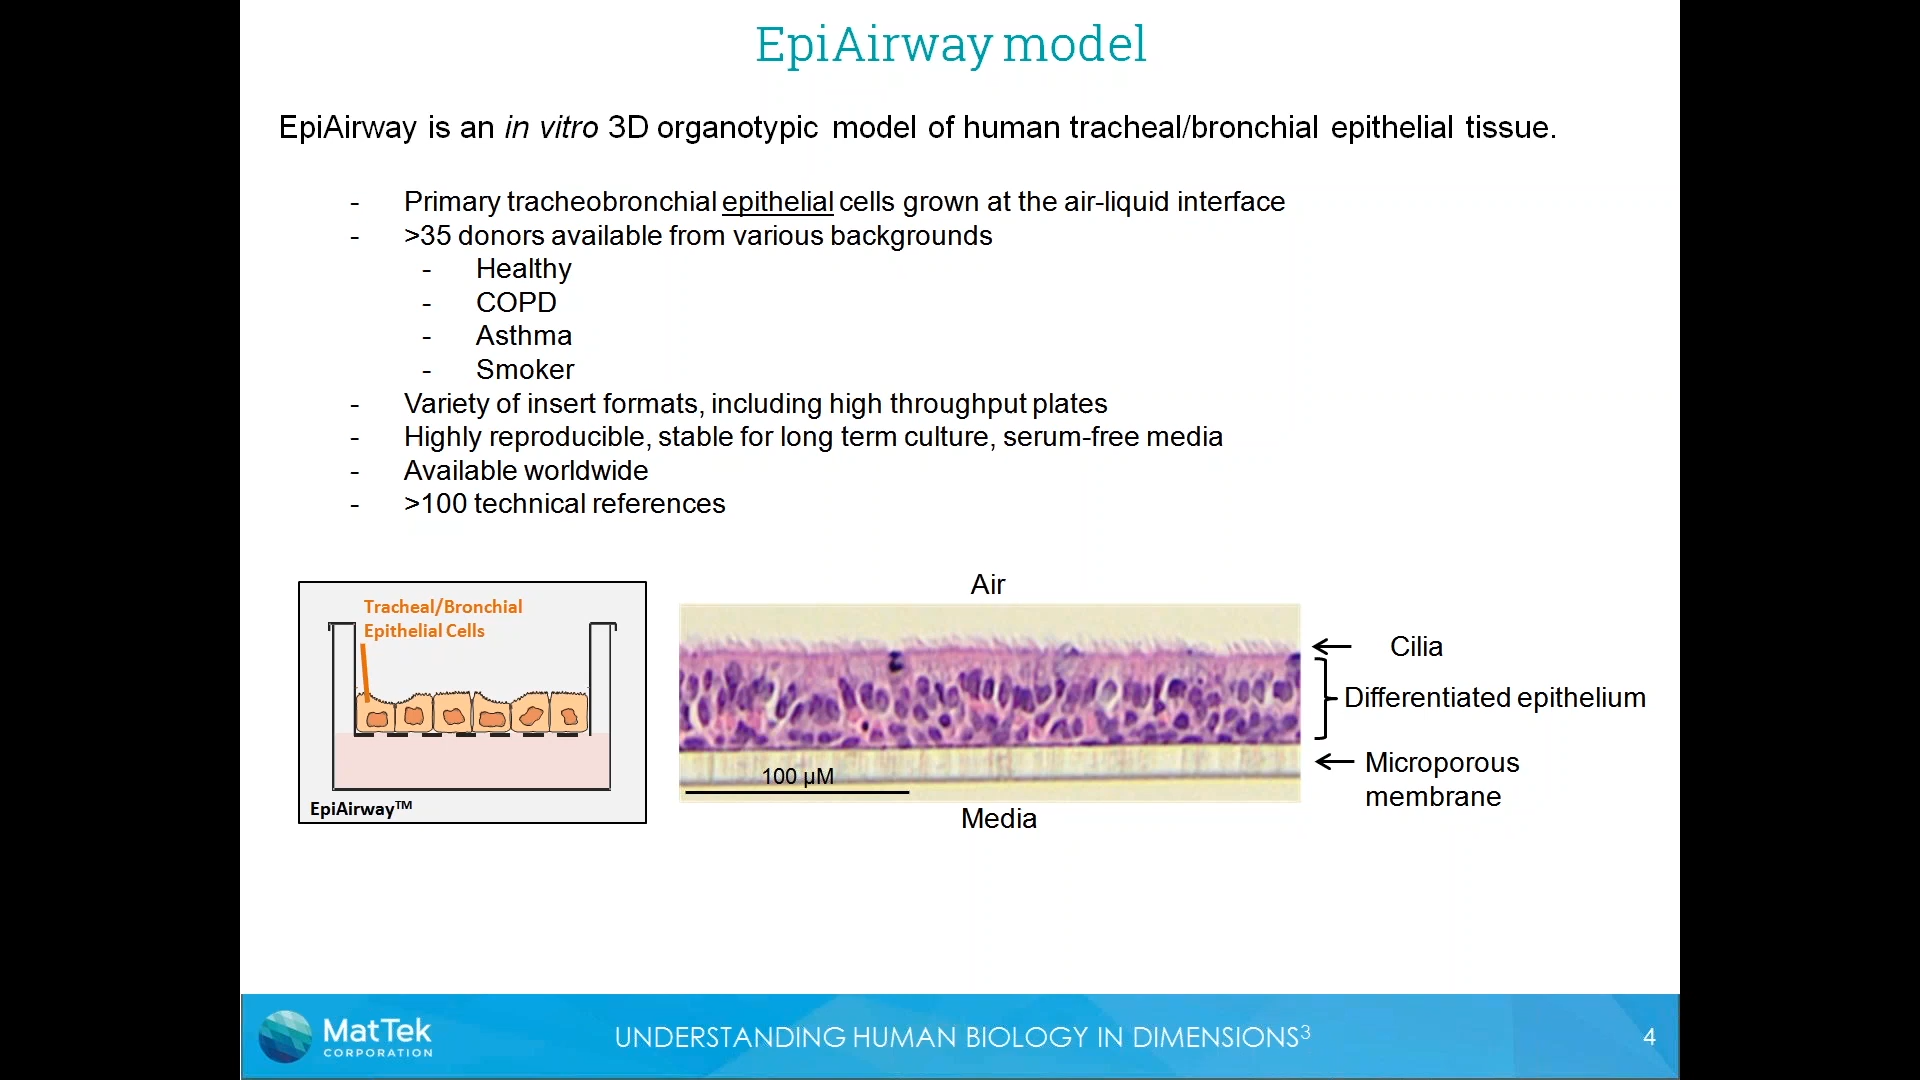 EpiAirway model
EpiAirway is an in vitro 3D organotypic model of human tracheal/bronchial epithelial tissue.
- Primary tracheobronchial epithelial cells grown at the air-liquid interface
- >35 donors available from various backgrounds
- Healthy
- COPD
- Asthma
- Smoker
- Variety of insert formats, including high throughput plates
- Highly reproducible, stable for long term culture, serum-free media
- Available worldwide
- >100 technical references
Tracheal/Bronchial
Epithelial Cells
EpiAirway™
Air
Cilia
Differentiated epithelium
Microporous
membrane
100 µM
Media
MatTek
CORPORATION
UNDERSTANDING HUMAN BIOLOGY IN DIMENSIONS³
4